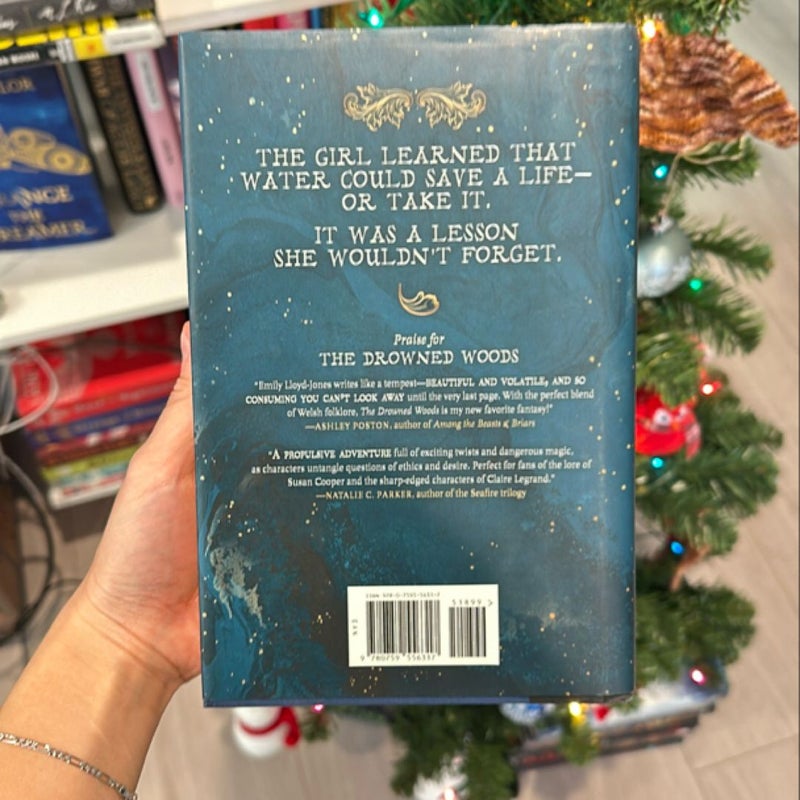 THE GIRL LEARNED THAT
WATER COULD SAVE A LIFE—
OR TAKE IT.
IT WAS A LESSON
SHE WOULDN'T FORGET.
Praise for
THE DROWNED WOODS
"Emily Lloyd-Jones writes like a tempest—BEAUTIFUL AND VOLATILE, AND SO
CONSUMING YOU CAN'T LOOK AWAY until the very last page. With the perfect blend
of Welsh folklore, The Drowned Woods is my new favorite fantasy!"
—ASHLEY POSTON, author of Among the Beasts & Briars
"A PROPULSIVE ADVENTURE full of exciting twists and dangerous magic,
as characters untangle questions of ethics and desire. Perfect for fans of the lore of
Susan Cooper and the sharp-edged characters of Claire Legrand."
—NATALIE C. PARKER, author of the Seafire trilogy
53899 >
9 780759 556337